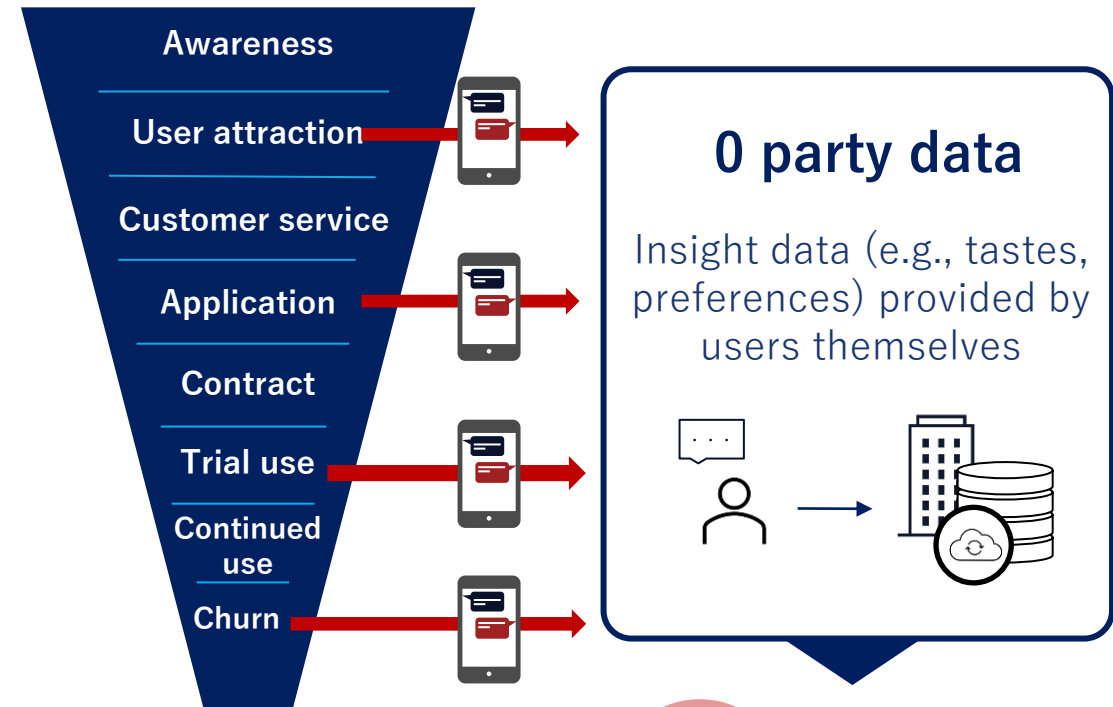 Awareness
User attraction
Customer service
Application
Contract
Trial use
Continued
use
Churn
0 party data
Insight data (e.g., tastes,
preferences) provided by
users themselves
. . .